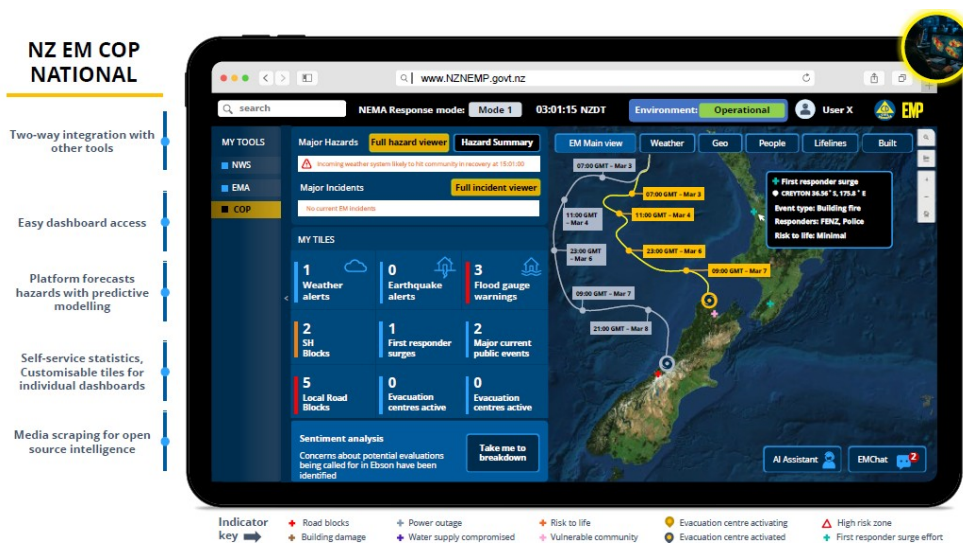 NZ EM COP
NATIONAL
Two-way integration with
other tools
Easy dashboard access
Platform forecasts
hazards with predictive
modelling
Self-service statistics,
Customisable tiles for
individual dashboards
Media scraping for open
source intelligence
www.NZNEMP.govt.nz
search
NEMA Response mode:
Mode 1
03:01:15 NZDT
Environment:
Operational
User X
EMP
MY TOOLS
NWS
EMA
COP
Major Hazards
Full hazard viewer
Hazard Summary
Incoming weather system likely to hit community in recovery at 15:01:00
Major Incidents
Full incident viewer
No current EM Incidents
MY TILES
1
Weather
alerts
0
Earthquake
alerts
3
Flood gauge
warnings
2
SH
Blocks
1
First responder
surges
2
Major current
public events
5
Local Road
Blocks
0
Evacuation
centres active
0
Evacuation
centres active
Sentiment analysis
Concerns about potential evaluations
being called for in Ebson have been
identified
Take me to
breakdown
EM Main view
Weather
Geo
People
Lifelines
Built
07:00 GMT – Mar 3
07:00 GMT – Mar 3
11:00 GMT
– Mar 4
11:00 GMT – Mar 4
23:00 GMT
– Mar 6
23:00 GMT – Mar 6
09:00 GMT – Mar 7
09:00 GMT – Mar 7
21:00 GMT – Mar 8
First responder surge
CREYTON 36.56° S, 175.8 ° E
Event type: Building fire
Responders: FENZ, Police
Risk to life: Minimal
AI Assistant
EMChat
2
Indicator
key
Road blocks
Power outage
Risk to life
Evacuation centre activating
High risk zone
Building damage
Water supply compromised
Vulnerable community
Evacuation centre activated
First responder surge effort